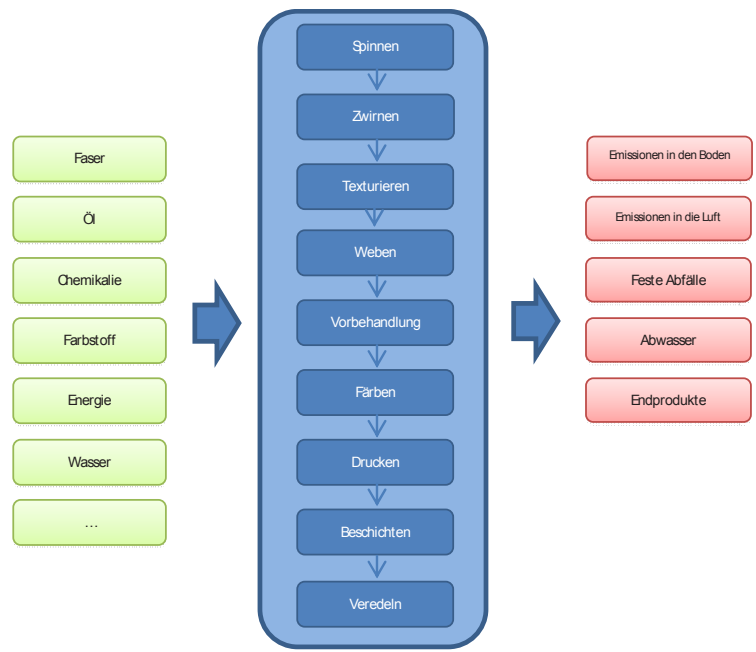 Faser
Öl
Chemikalie
Farbstoff
Energie
Wasser
...
Spinnen
Zwirnen
Texturieren
Weben
Vorbehandlung
Färben
Drucken
Beschichten
Veredeln
Emissionen in den Boden
Emissionen in die Luft
Feste Abfälle
Abwasser
Endprodukte